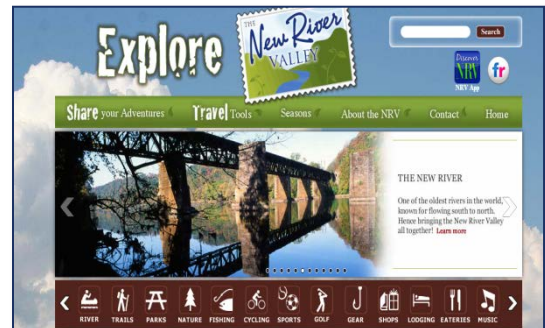 Explore
THE
New River
VALLEY
Search
Discover
NRV
NRV App
fr
Share your Adventures
Travel Tools
Seasons
About the NRV
Contact
Home
THE NEW RIVER
One of the oldest rivers in the world,
known for flowing south to north.
Hence bringing the New River Valley
all together! Learn more
RIVER TRAILS PARKS NATURE FISHING CYCLING SPORTS GOLF GEAR SHOPS LODGING EATERIES MUSIC